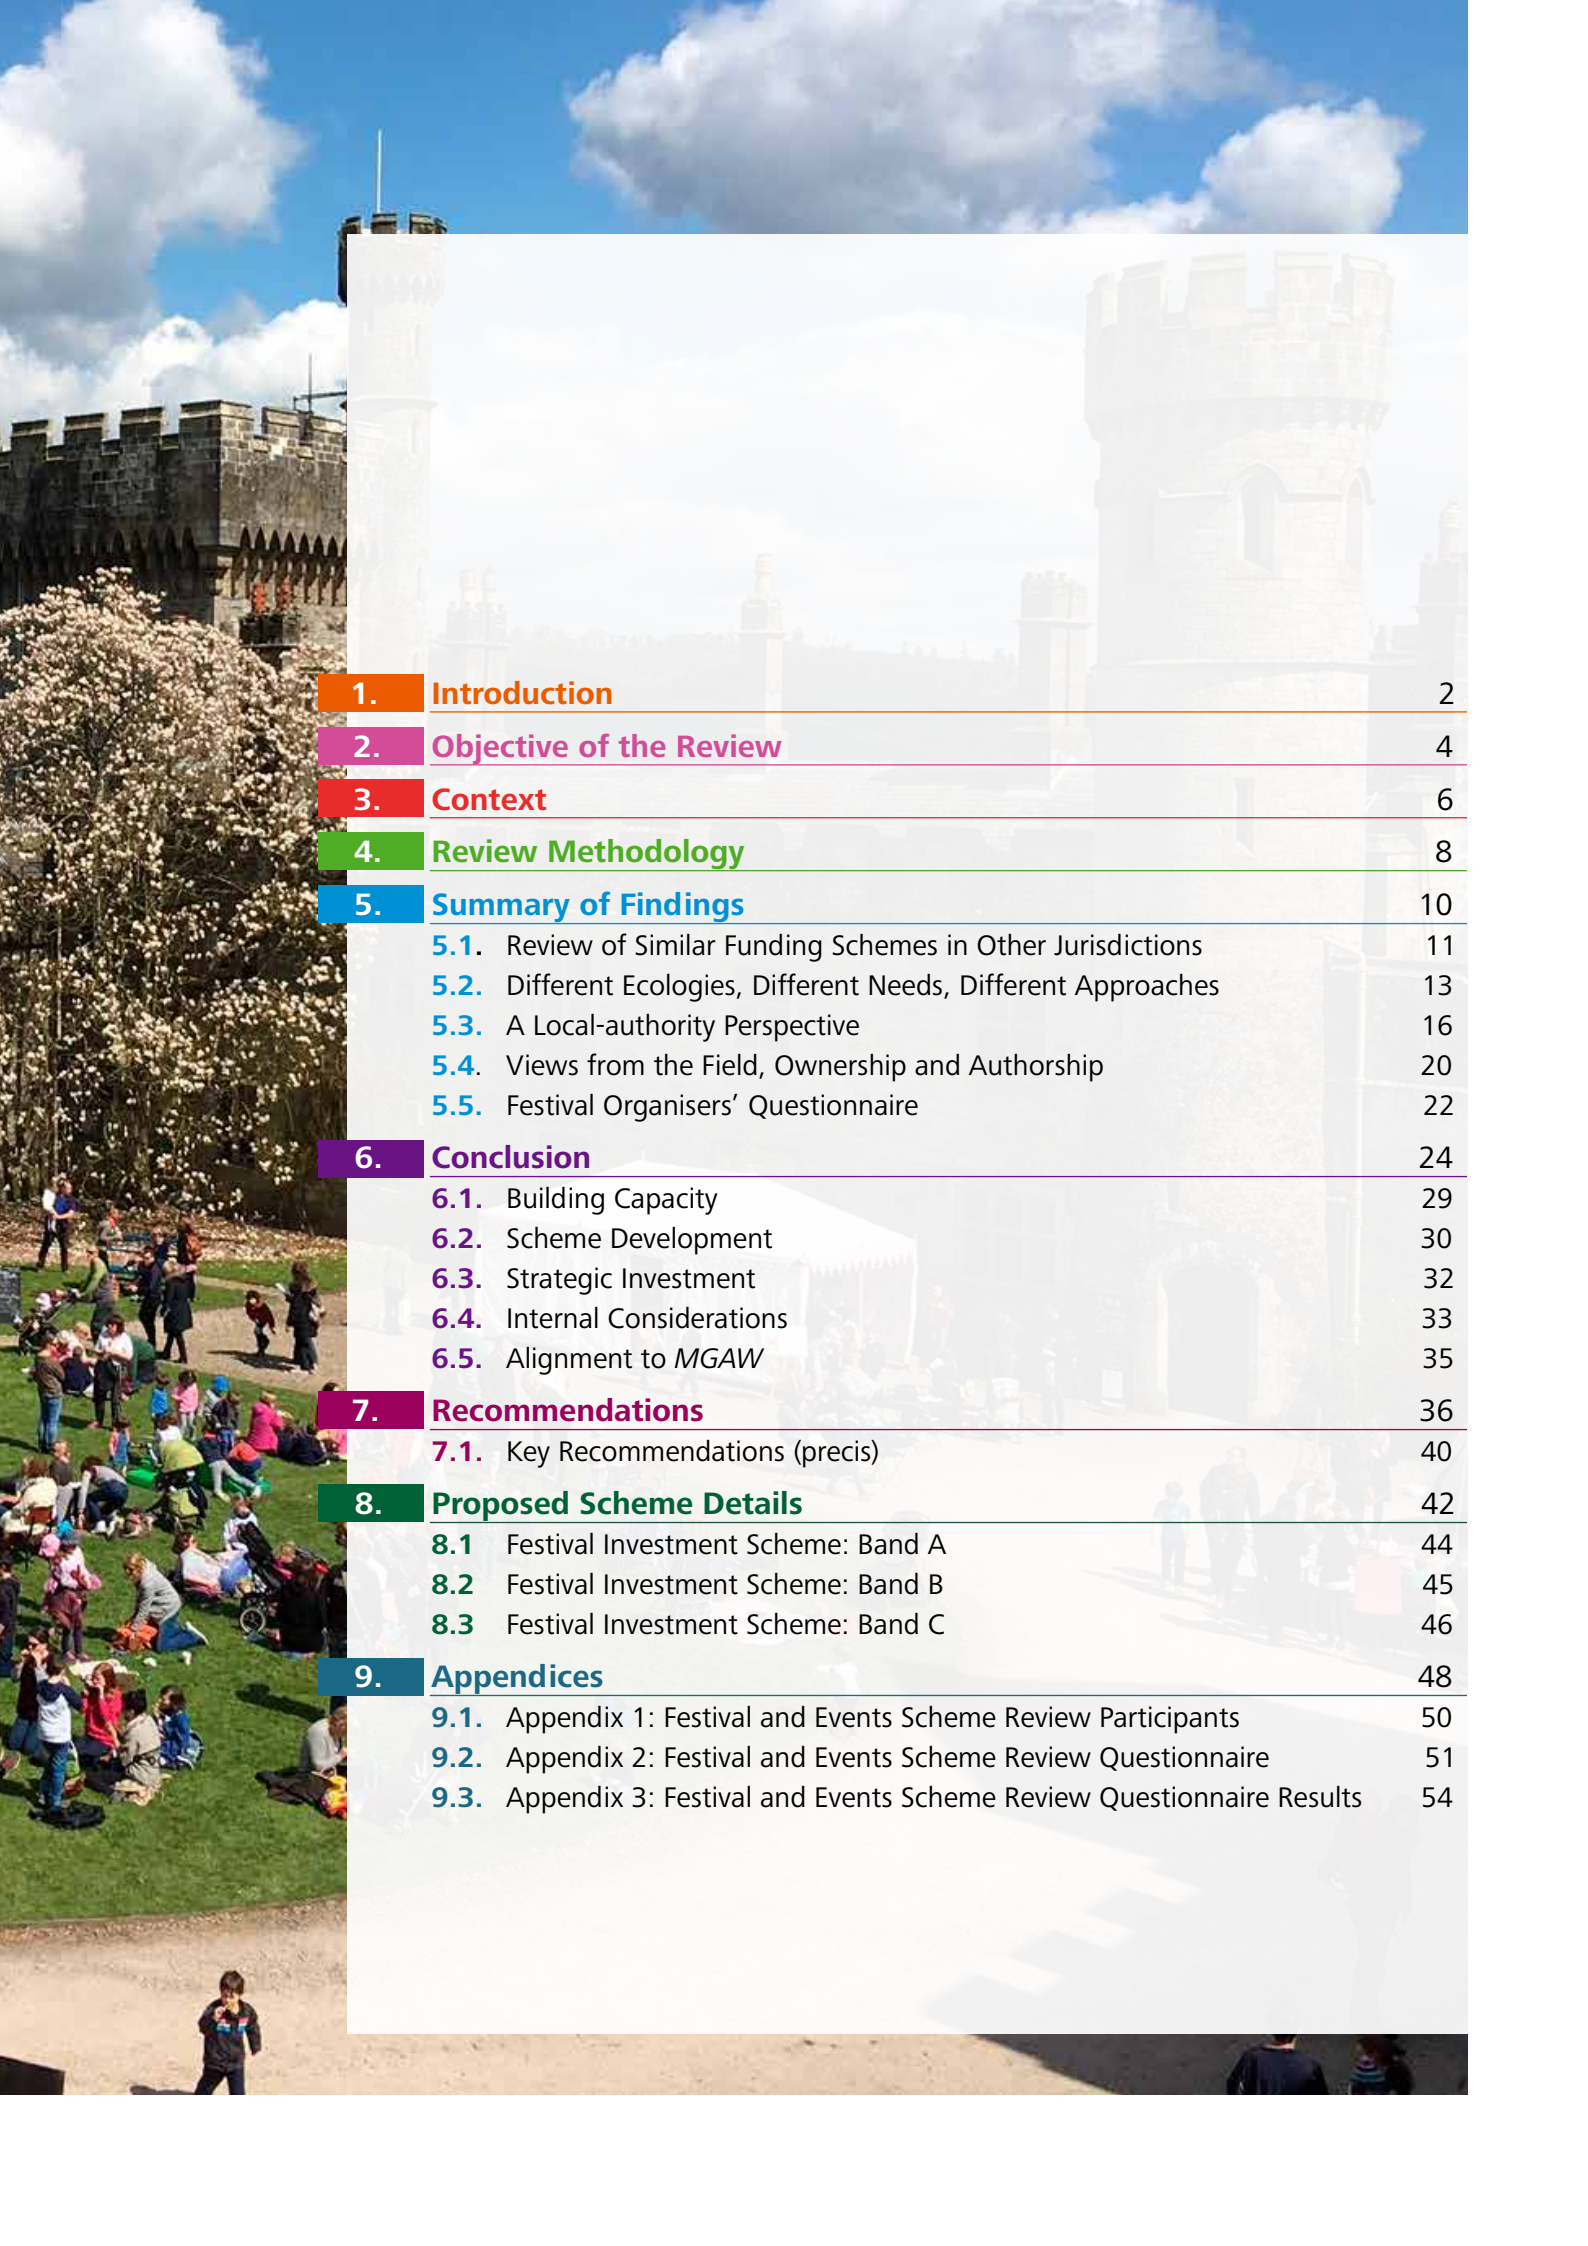 1. Introduction 2
2. Objective of the Review 4
3. Context 6
4. Review Methodology 8
5. Summary of Findings 10
5.1. Review of Similar Funding Schemes in Other Jurisdictions 11
5.2. Different Ecologies, Different Needs, Different Approaches 13
5.3. A Local-authority Perspective 16
5.4. Views from the Field, Ownership and Authorship 20
5.5. Festival Organisers’ Questionnaire 22
6. Conclusion 24
6.1. Building Capacity 29
6.2. Scheme Development 30
6.3. Strategic Investment 32
6.4. Internal Considerations 33
6.5. Alignment to MGAW 35
7. Recommendations 36
7.1. Key Recommendations (precis) 40
8. Proposed Scheme Details 42
8.1 Festival Investment Scheme: Band A 44
8.2 Festival Investment Scheme: Band B 45
8.3 Festival Investment Scheme: Band C 46
9. Appendices 48
9.1. Appendix 1: Festival and Events Scheme Review Participants 50
9.2. Appendix 2: Festival and Events Scheme Review Questionnaire 51
9.3. Appendix 3: Festival and Events Scheme Review Questionnaire Results 54